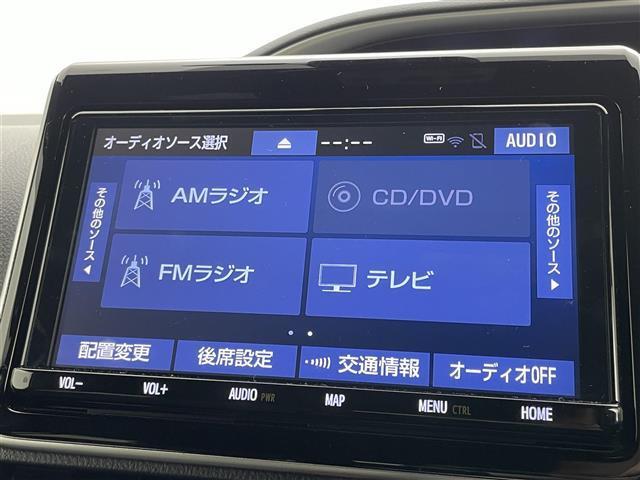 オーディオソース選択
--:--
Wi-Fi
AUDIO
その他のソース
AMラジオ
CD/DVD
その他のソース
FMラジオ
テレビ
配置変更
後席設定
交通情報
オーディオOFF
VOL−
VOL+
AUDIO PWR
MAP
MENU CTRL
HOME